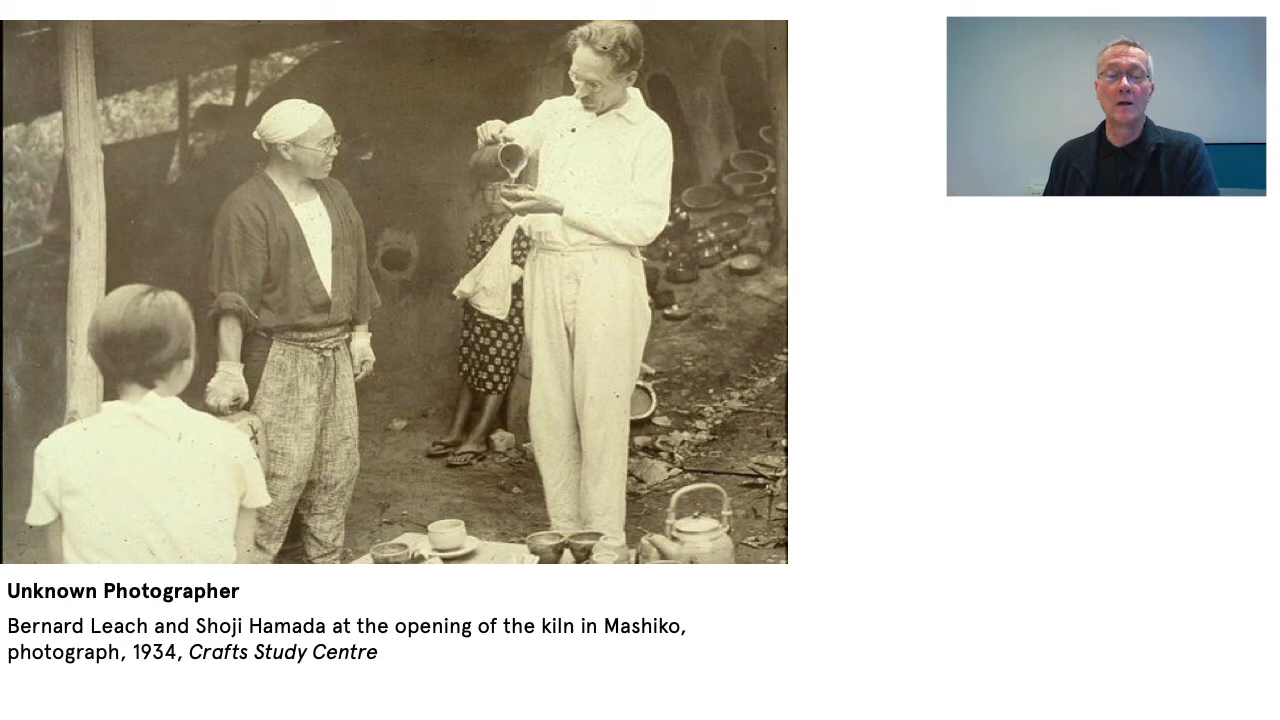 Unknown Photographer
Bernard Leach and Shoji Hamada at the opening of the kiln in Mashiko,
photograph, 1934, Crafts Study Centre